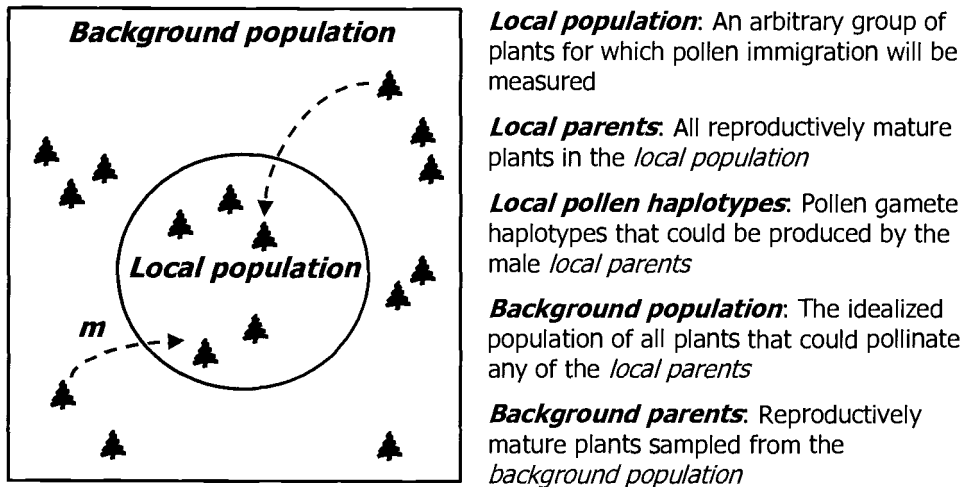 Background population
Local population
m
Local population: An arbitrary group of
plants for which pollen immigration will be
measured
Local parents: All reproductively mature
plants in the local population
Local pollen haplotypes: Pollen gamete
haplotypes that could be produced by the
male local parents
Background population: The idealized
population of all plants that could pollinate
any of the local parents
Background parents: Reproductively
mature plants sampled from the
background population